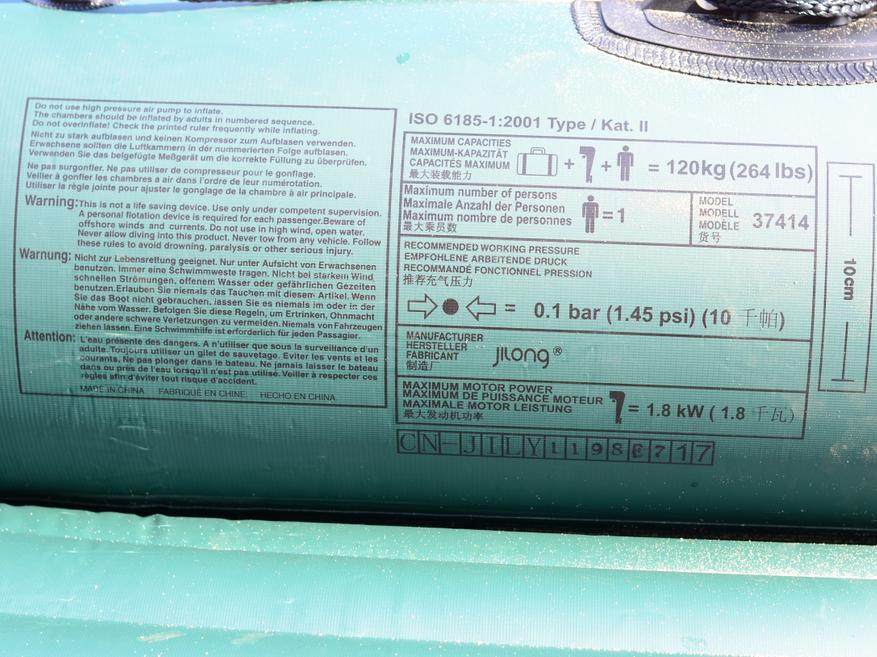 Do not use high pressure air pump to inflate.
The chambers should be inflated by adults in numbered sequence.
Do not overinflate! Check the printed ruler frequently while inflating.
Nicht zu stark aufblasen und keinen Kompressor zum Aufblasen verwenden.
Erwachsene sollten die Luftkammern in der nummerierten Folge aufblasen.
Verwenden Sie das belgefügte Meßgerät um die korrekte Füllung zu überprüfen.
Ne pas surgonfler. Ne pas utiliser de compresseur pour le gonflage.
Veiller à gonfler les chambres a air dans l'ordre de leur numérotation.
Utiliser la règle jointe pour ajuster le gonglage de la chambre à air principale.
Warning: This is not a life saving device. Use only under competent supervision.
A personal flotation device is required for each passenger.Beware of
offshore winds and currents. Do not use in high wind, open water.
Never allow diving into this product. Never tow from any vehicle. Follow
these rules to avoid drowning, paralysis or other serious injury.
Warnung: Nicht zur Lebensrettung geeignet. Nur unter Aufsicht von Erwachsenen
benutzen. Immer eine Schwimmweste tragen. Nicht bei starkem Wind,
schnellen Strömungen, offenem Wasser oder gefährlichen Gezeiten
benutzen.Erlauben Sie niemals das Tauchen mit diesem Artikel. Wenn
Sie das Boot nicht gebrauchen, lassen Sie es niemals im oder in der
Nähe vom Wasser. Befolgen Sie diese Regeln, um Ertrinken, Ohnmacht
oder andere schwere Verletzungen zu vermeiden. Niemals von Fahrzeugen
ziehen lassen. Eine Schwimmhilfe ist erforderlich für jeden Passagier.
Attention: L'eau présente des dangers. A n'utiliser que sous la surveillance d'un
adulte. Toujours utiliser un gilet de sauvetage. Eviter les vents et les
courants. Ne pas plonger dans le bateau. Ne jamais laisser le bateau
dans ou près de l'eau lorsqu'il n'est pas utilisé. Veiller à respecter ces
règles afin d'éviter tout risque d'accident.
MADE IN CHINA FABRIQUÉ EN CHINE HECHO EN CHINA
ISO 6185-1:2001 Type / Kat. II
MAXIMUM CAPACITIES
MAXIMUM-KAPAZITÄT
CAPACITÉS MAXIMUM
最大装载能力
+ + = 120kg (264 lbs)
Maximum number of persons
Maximale Anzahl der Personen
Maximum nombre de personnes
最大乘员数
=1
MODEL
MODELL
MODÈLE
货号
37414
RECOMMENDED WORKING PRESSURE
EMPFOHLENE ARBEITENDE DRUCK
RECOMMANDÉ FONCTIONNEL PRESSION
推荐充气压力
= 0.1 bar (1.45 psi) (10 千帕)
MANUFACTURER
HERSTELLER
FABRICANT
制造厂
JILONG®
MAXIMUM MOTOR POWER
MAXIMUM DE PUISSANCE MOTEUR
MAXIMALE MOTOR LEISTUNG
最大发动机功率
= 1.8 kW ( 1.8 千瓦)
10cm